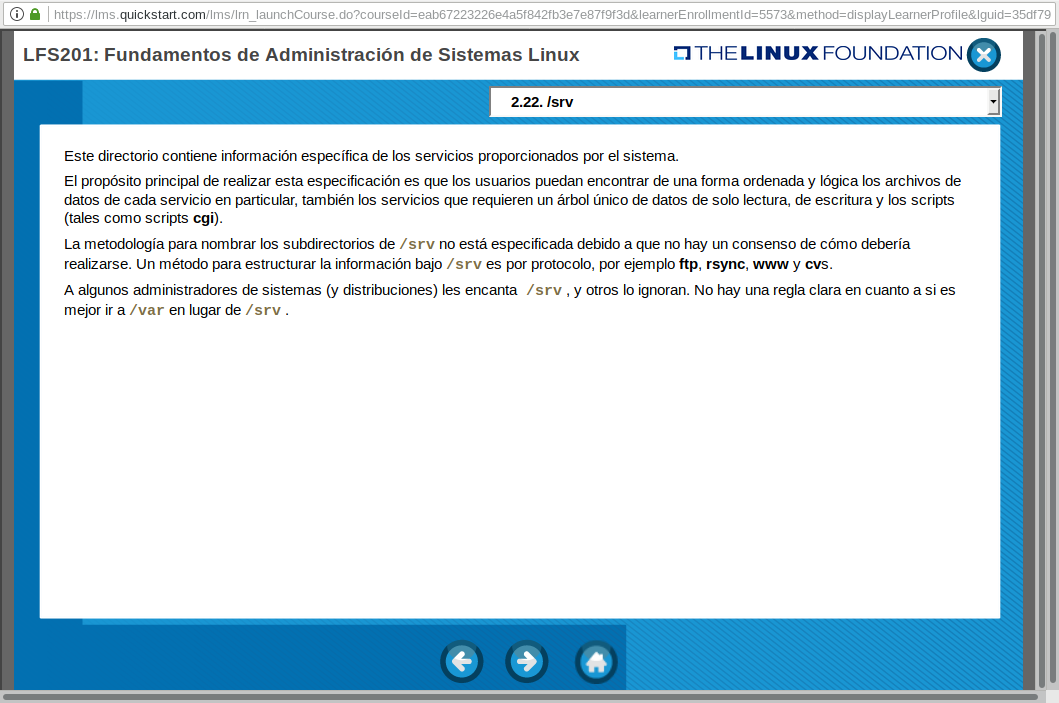 https://lms.quickstart.com/lms/lrn_launchCourse.do?courseId=eab67223226e4a5f842fb3e7e87f9f3d&learnerEnrollmentId=5573&method=displayLearnerProfile&lguid=35df79
LFS201: Fundamentos de Administración de Sistemas Linux
THE LINUX FOUNDATION
2.22. /srv
Este directorio contiene información específica de los servicios proporcionados por el sistema.
El propósito principal de realizar esta especificación es que los usuarios puedan encontrar de una forma ordenada y lógica los archivos de
datos de cada servicio en particular, también los servicios que requieren un árbol único de datos de solo lectura, de escritura y los scripts
(tales como scripts cgi).
La metodología para nombrar los subdirectorios de /srv no está especificada debido a que no hay un consenso de cómo debería
realizarse. Un método para estructurar la información bajo /srv es por protocolo, por ejemplo ftp, rsync, www y cvs.
A algunos administradores de sistemas (y distribuciones) les encanta /srv , y otros lo ignoran. No hay una regla clara en cuanto a si es
mejor ir a /var en lugar de /srv .